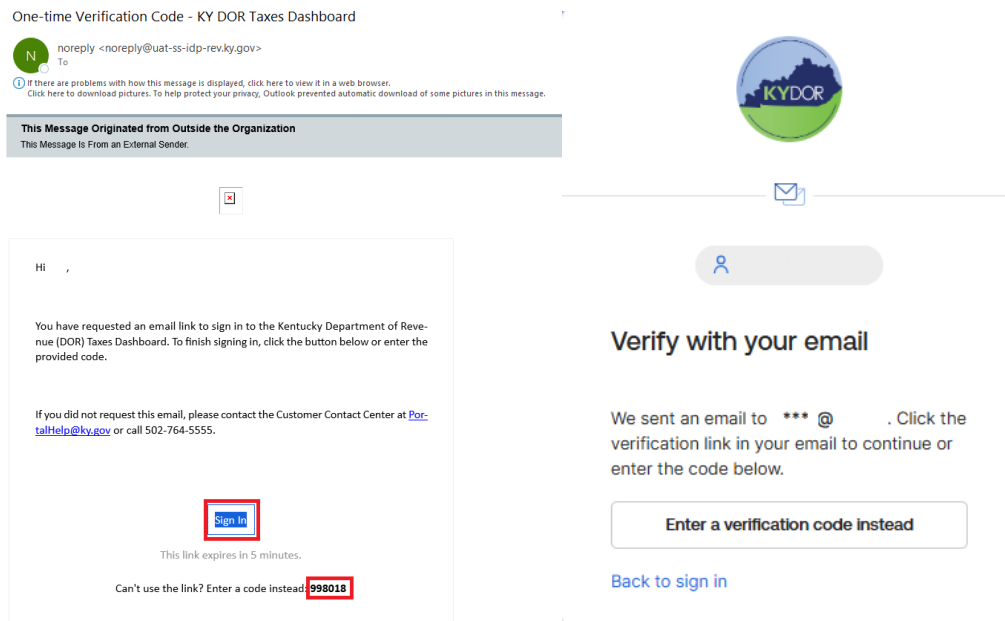 One-time Verification Code - KY DOR Taxes Dashboard
N
noreply <noreply@uat-ss-idp-rev.ky.gov>
To
If there are problems with how this message is displayed, click here to view it in a web browser.
Click here to download pictures. To help protect your privacy, Outlook prevented automatic download of some pictures in this message.
This Message Originated from Outside the Organization
This Message Is From an External Sender.
Hi ,
You have requested an email link to sign in to the Kentucky Department of Reve-
nue (DOR) Taxes Dashboard. To finish signing in, click the button below or enter the
provided code.
If you did not request this email, please contact the Customer Contact Center at Por-
talHelp@ky.gov or call 502-764-5555.
Sign In
This link expires in 5 minutes.
Can't use the link? Enter a code instead: 998018
KYDOR
Verify with your email
We sent an email to *** @ . Click the
verification link in your email to continue or
enter the code below.
Enter a verification code instead
Back to sign in